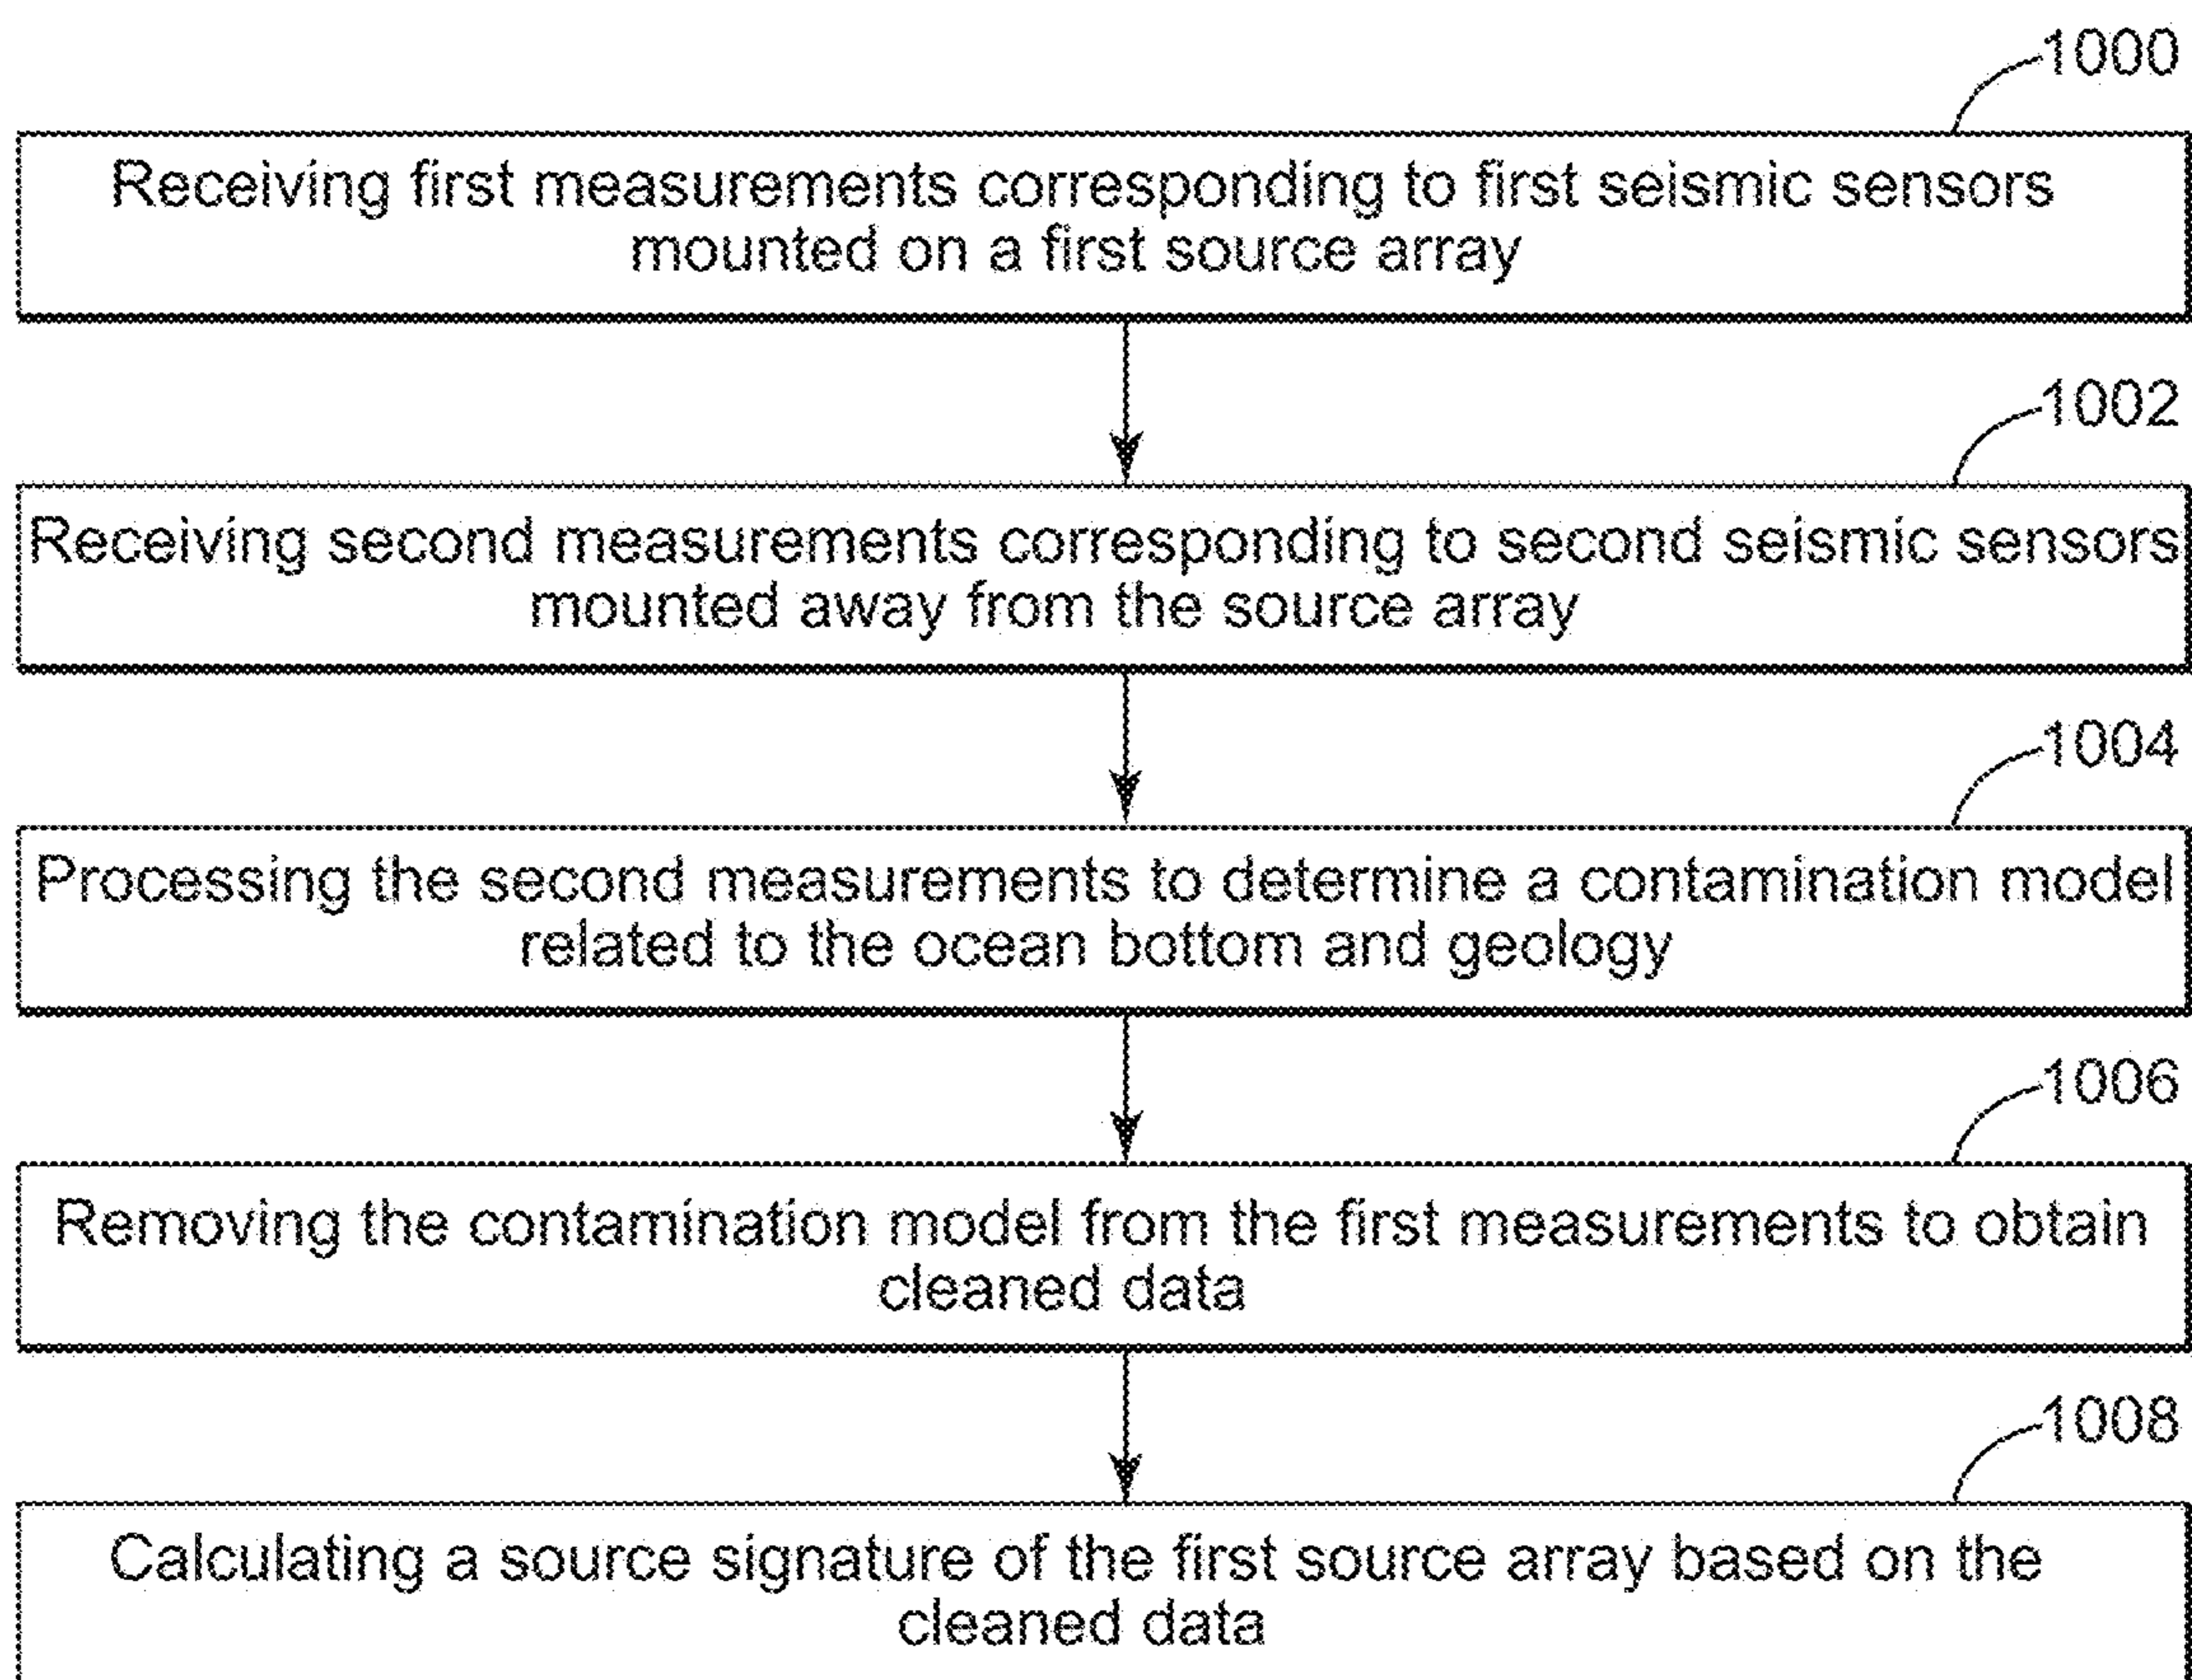 1000
Receiving first measurements corresponding to first seismic sensors
mounted on a first source array
1002
Receiving second measurements corresponding to second seismic sensors
mounted away from the source array
1004
Processing the second measurements to determine a contamination model
related to the ocean bottom and geology
1006
Removing the contamination model from the first measurements to obtain
cleaned data
1008
Calculating a source signature of the first source array based on the
cleaned data